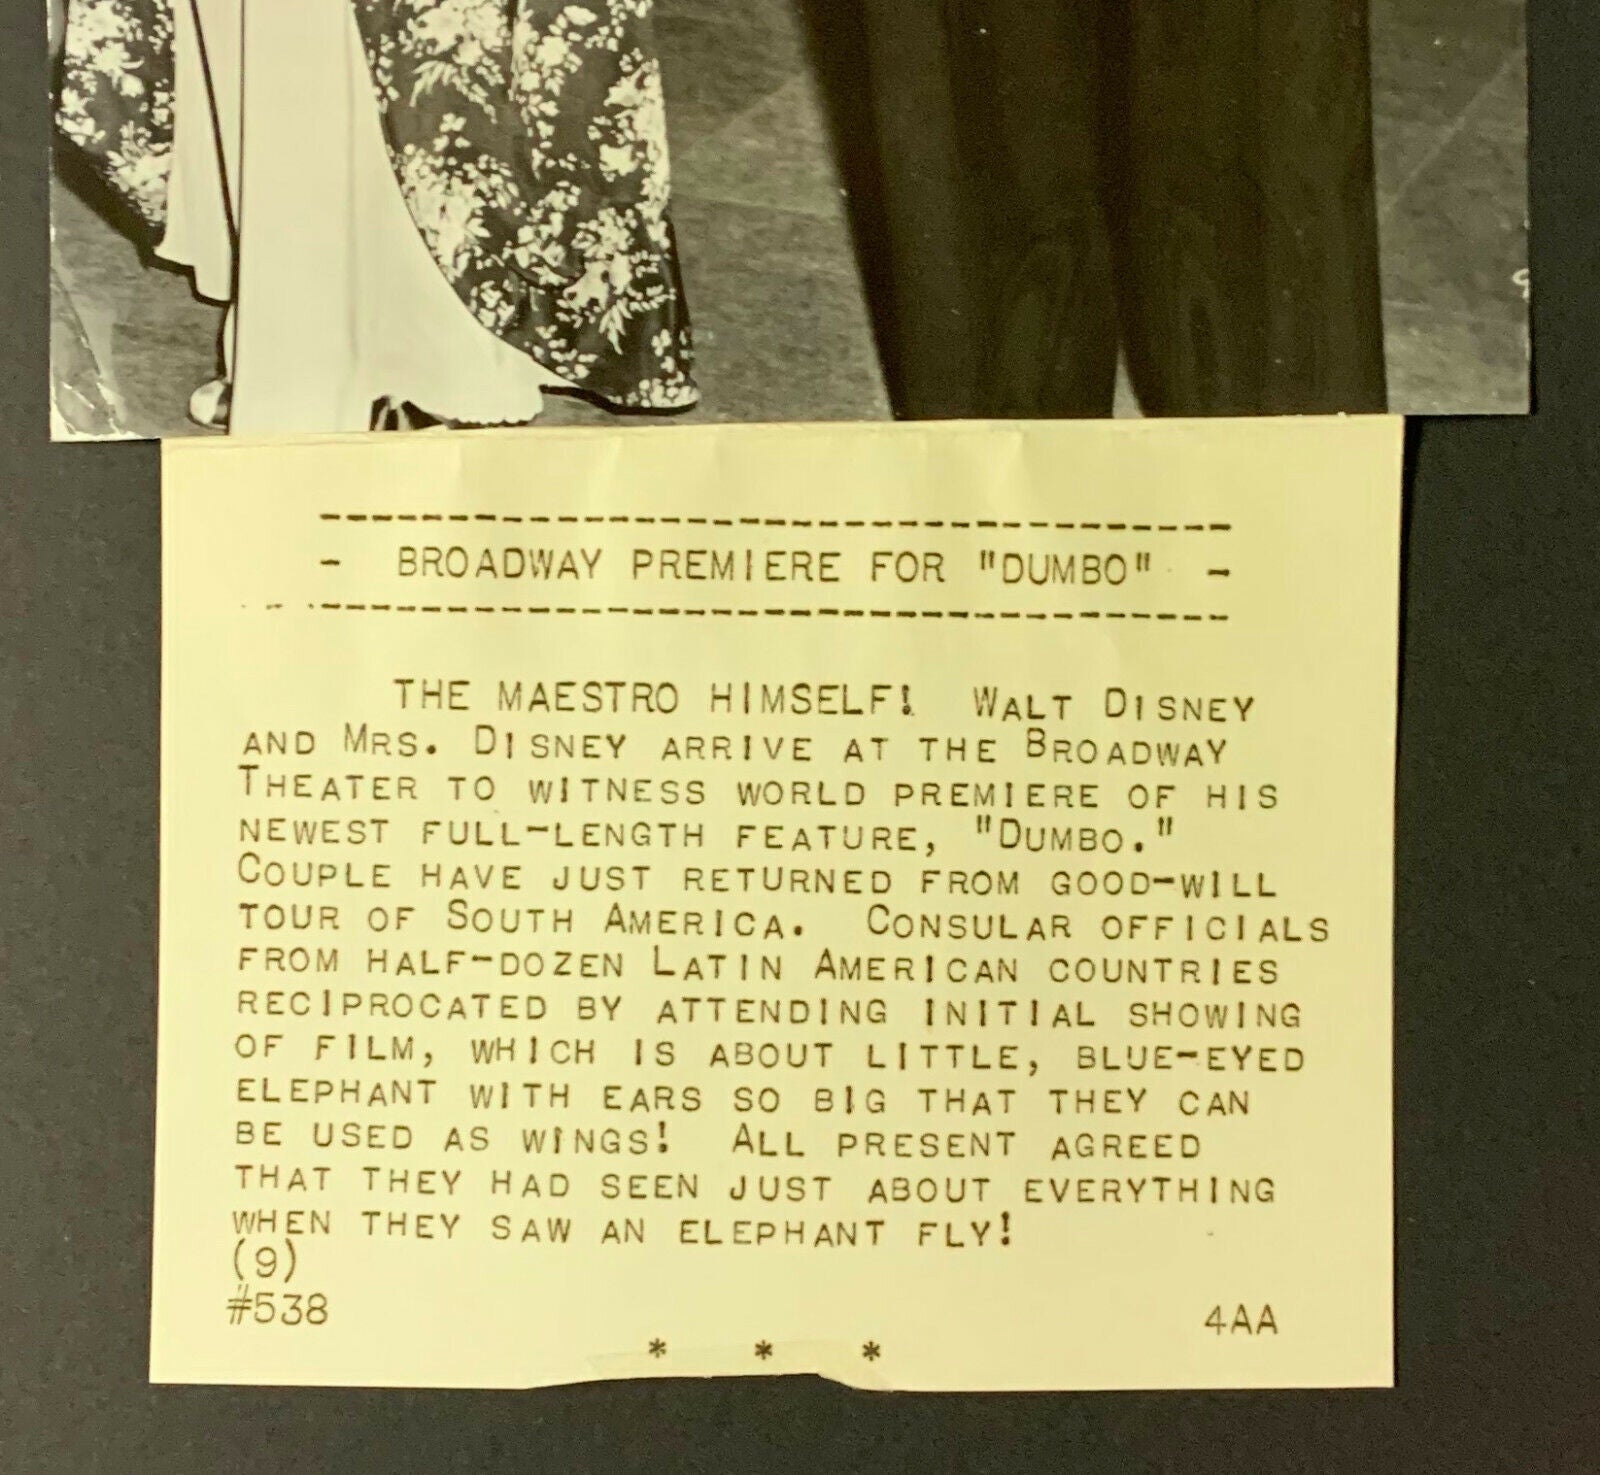 - BROADWAY PREMIERE FOR "DUMBO" -
THE MAESTRO HIMSELF! WALT DISNEY
AND MRS. DISNEY ARRIVE AT THE BROADWAY
THEATER TO WITNESS WORLD PREMIERE OF HIS
NEWEST FULL-LENGTH FEATURE, "DUMBO."
COUPLE HAVE JUST RETURNED FROM GOOD-WILL
TOUR OF SOUTH AMERICA. CONSULAR OFFICIALS
FROM HALF-DOZEN LATIN AMERICAN COUNTRIES
RECIPROCATED BY ATTENDING INITIAL SHOWING
OF FILM, WHICH IS ABOUT LITTLE, BLUE-EYED
ELEPHANT WITH EARS SO BIG THAT THEY CAN
BE USED AS WINGS! ALL PRESENT AGREED
THAT THEY HAD SEEN JUST ABOUT EVERYTHING
WHEN THEY SAW AN ELEPHANT FLY!
(9)
#538 4AA
* * *